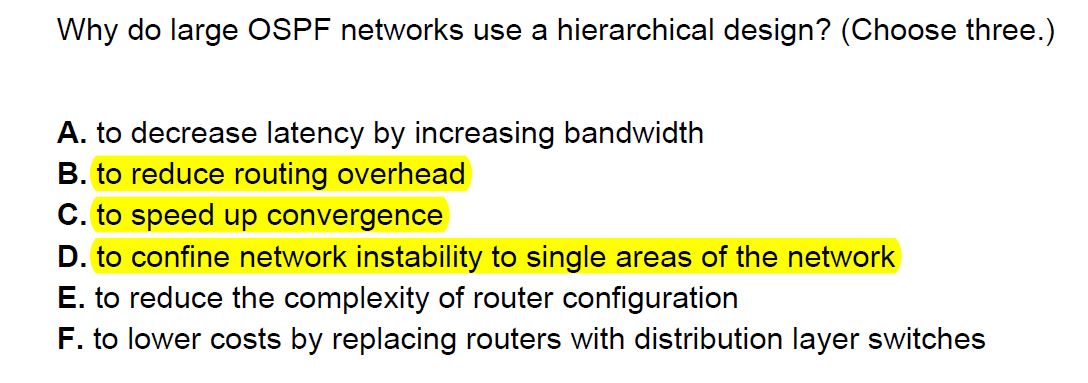 Why do large OSPF networks use a hierarchical design? (Choose three.)
A. to decrease latency by increasing bandwidth
B. to reduce routing overhead
C. to speed up convergence
D. to confine network instability to single areas of the network
E. to reduce the complexity of router configuration
F. to lower costs by replacing routers with distribution layer switches